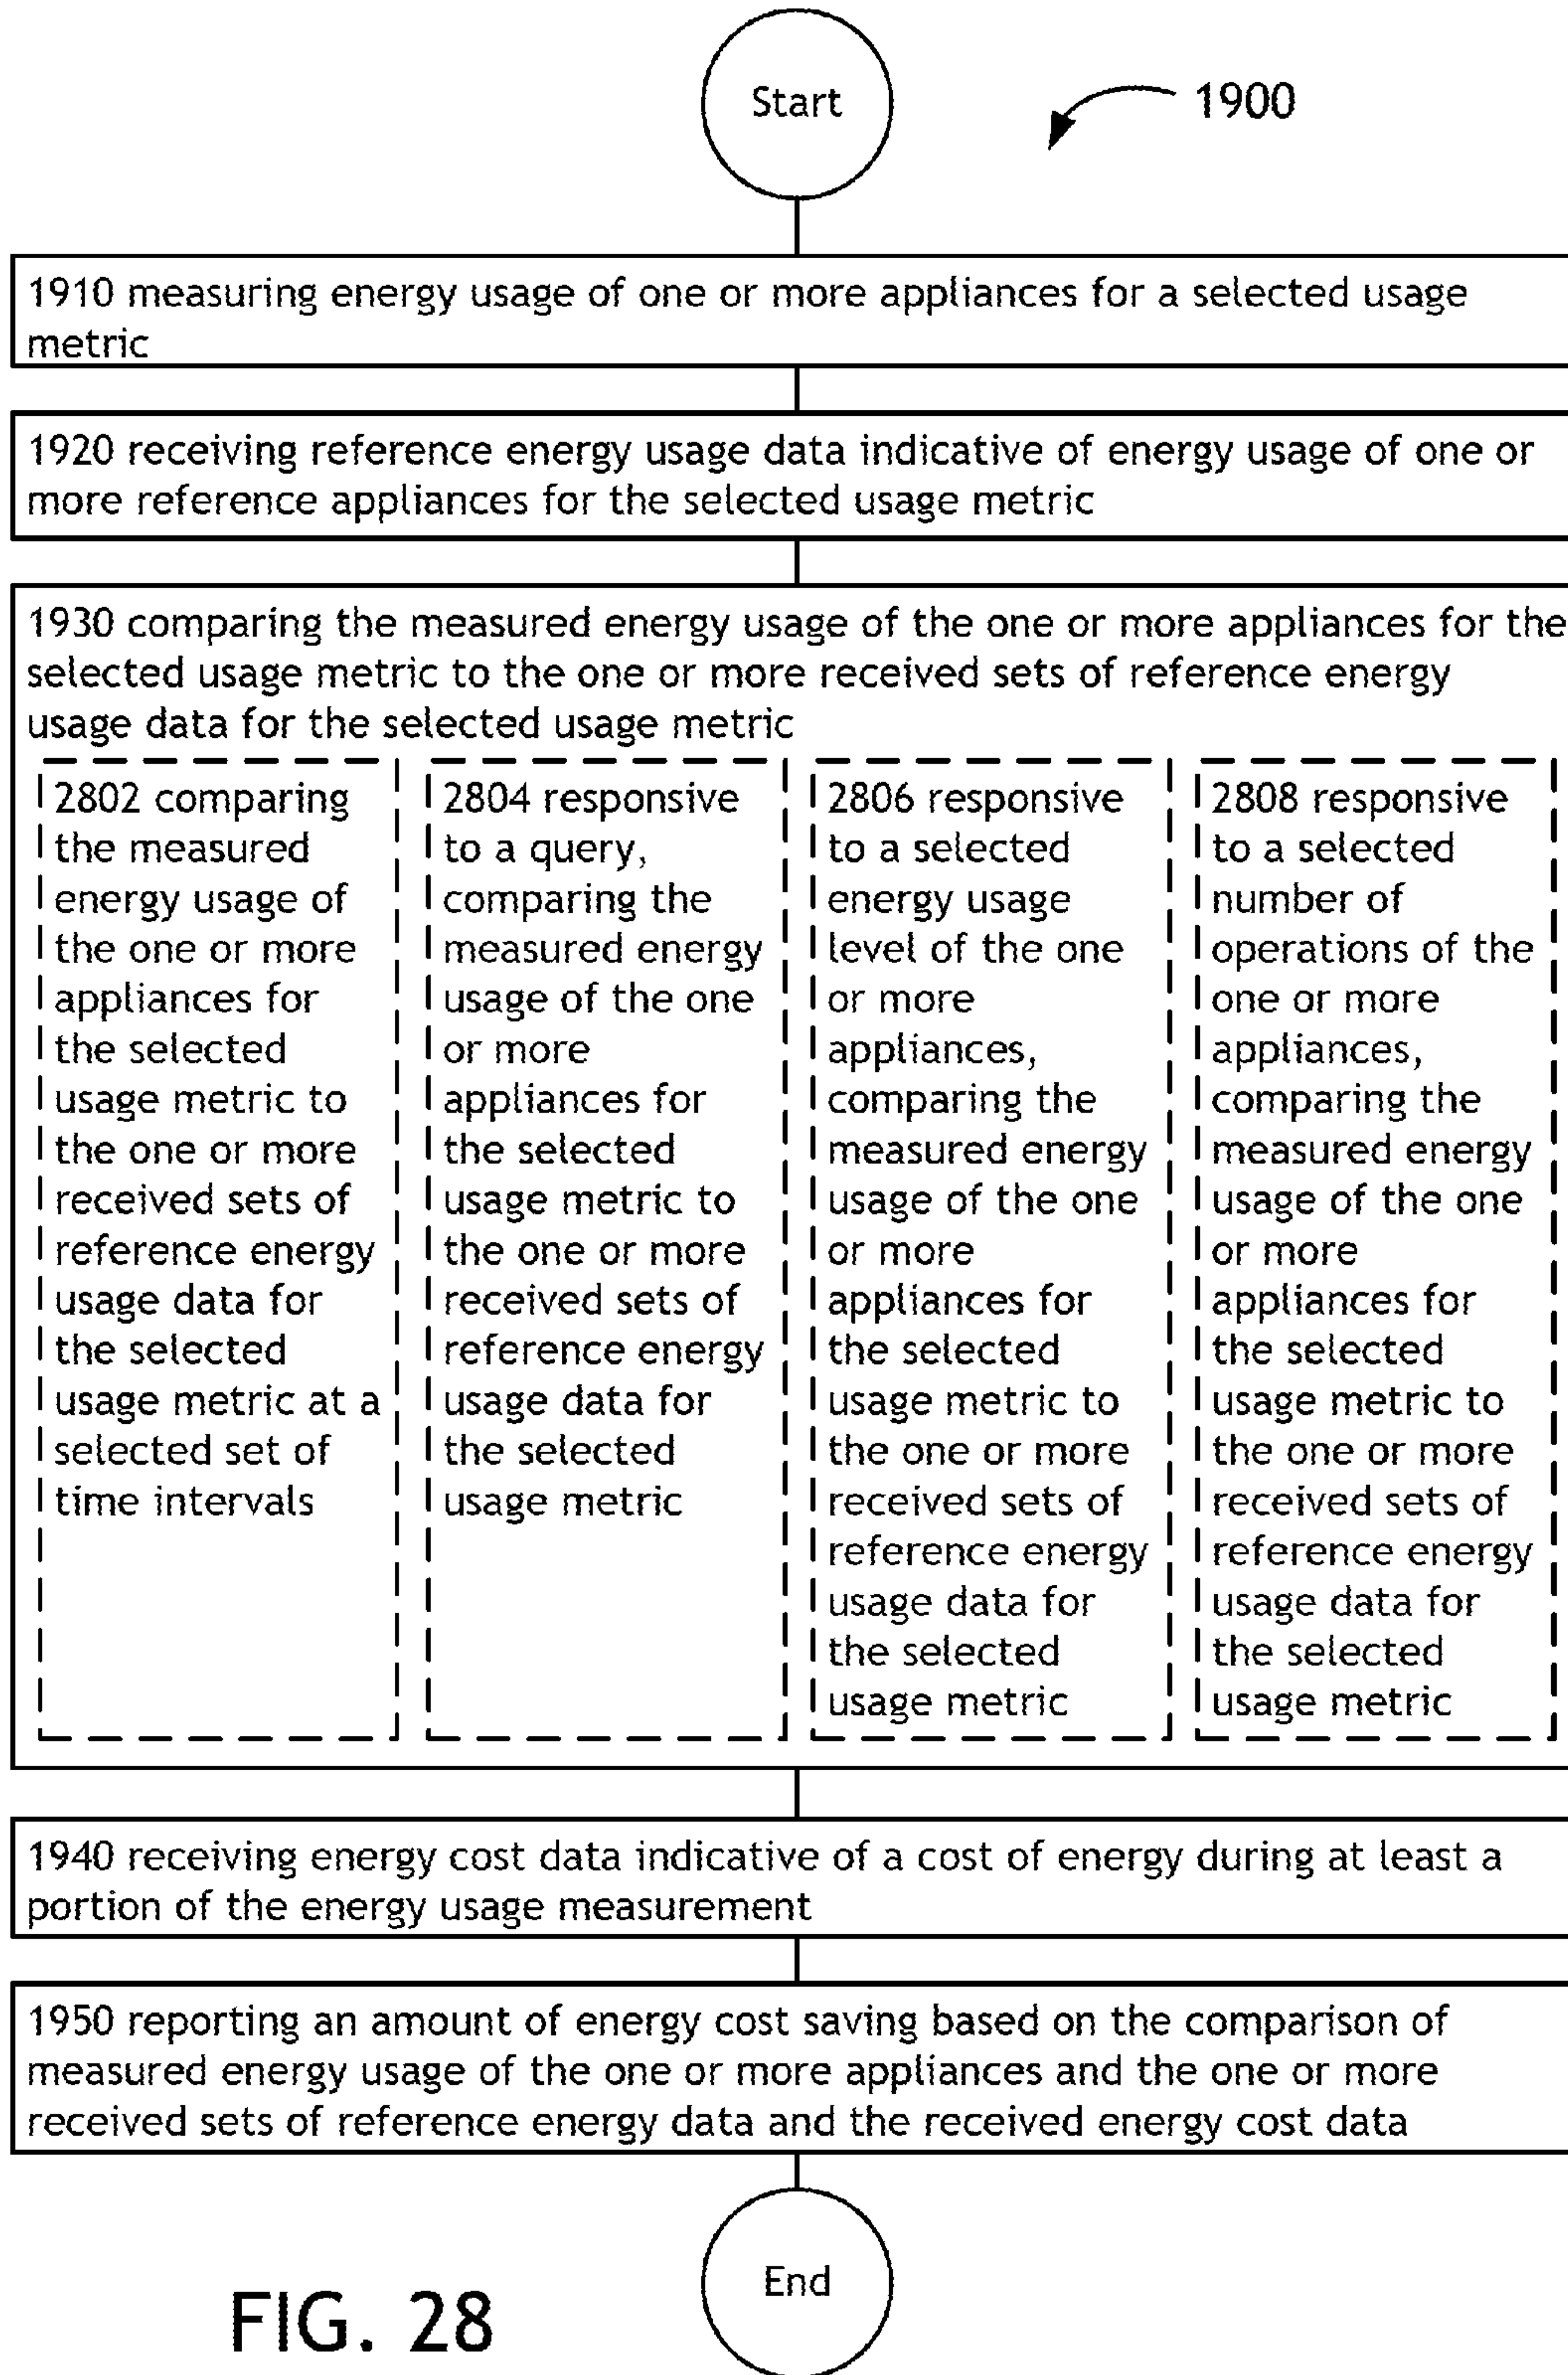 Start
1900
1910 measuring energy usage of one or more appliances for a selected usage
metric
1920 receiving reference energy usage data indicative of energy usage of one or
more reference appliances for the selected usage metric
1930 comparing the measured energy usage of the one or more appliances for the
selected usage metric to the one or more received sets of reference energy
usage data for the selected usage metric
2802 comparing
the measured
energy usage of
the one or more
appliances for
the selected
usage metric to
the one or more
received sets of
reference energy
usage data for
the selected
usage metric at a
selected set of
time intervals
2804 responsive
to a query,
comparing the
measured energy
usage of the one
or more
appliances for
the selected
usage metric to
the one or more
received sets of
reference energy
usage data for
the selected
usage metric
2806 responsive
to a selected
energy usage
level of the one
or more
appliances,
comparing the
measured energy
usage of the one
or more
appliances for
the selected
usage metric to
the one or more
received sets of
reference energy
usage data for
the selected
usage metric
2808 responsive
to a selected
number of
operations of the
one or more
appliances,
comparing the
measured energy
usage of the one
or more
appliances for
the selected
usage metric to
the one or more
received sets of
reference energy
usage data for
the selected
usage metric
1940 receiving energy cost data indicative of a cost of energy during at least a
portion of the energy usage measurement
1950 reporting an amount of energy cost saving based on the comparison of
measured energy usage of the one or more appliances and the one or more
received sets of reference energy data and the received energy cost data
End
FIG. 28